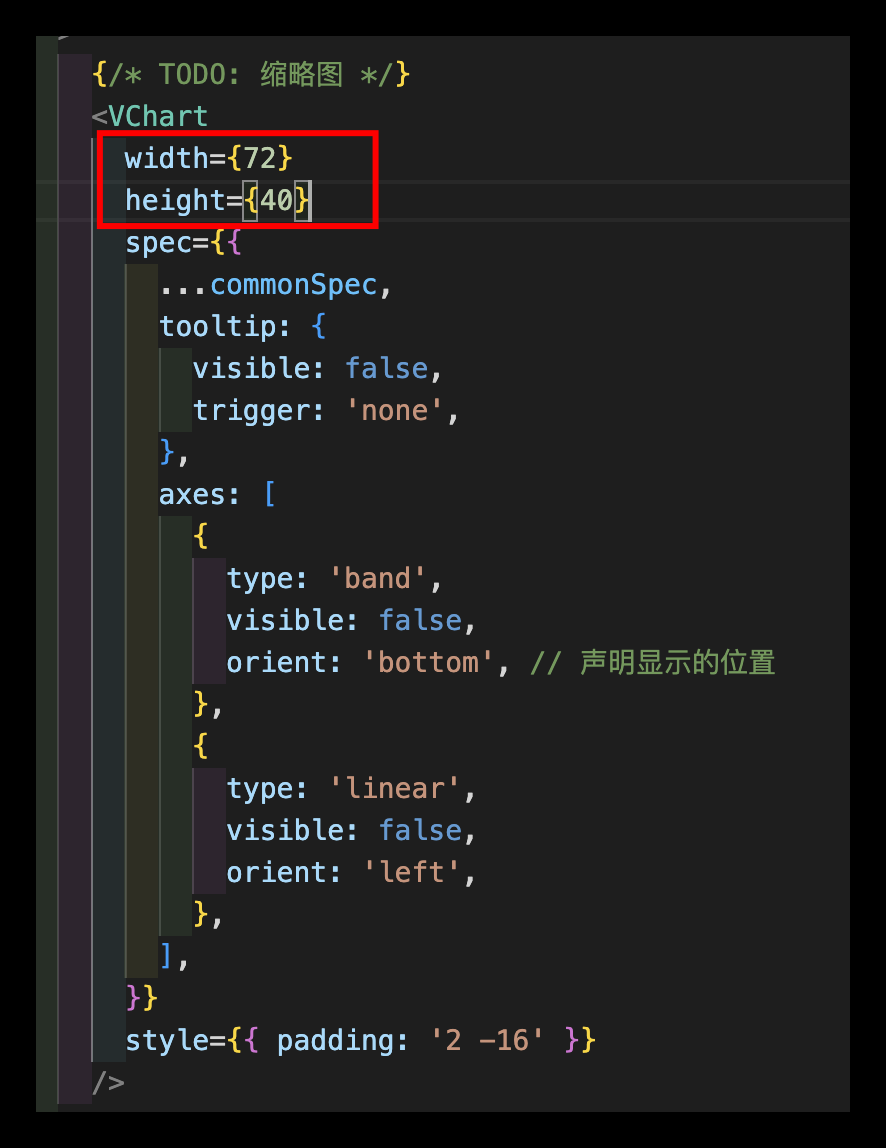 {/* TODO: 缩略图 */}
<VChart
width={72}
height={40}
spec={{
...commonSpec,
tooltip: {
visible: false,
trigger: 'none',
},
axes: [
{
type: 'band',
visible: false,
orient: 'bottom', // 声明显示的位置
},
{
type: 'linear',
visible: false,
orient: 'left',
},
],
}}
style={{ padding: '2 -16' }}
/>